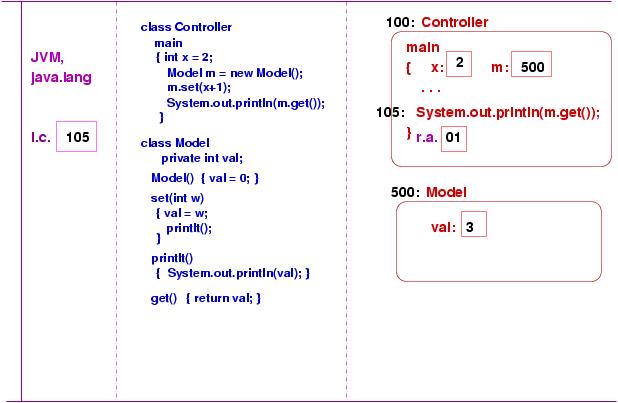 JVM,
java.lang
I.c. 105
class Controller
main
{ int x = 2;
Model m = new Model();
m.set(x+1);
System.out.println(m.get());
}
class Model
private int val;
Model() { val = 0; }
set(int w)
{ val = w;
printIt();
}
printIt()
{ System.out.println(val); }
get() { return val; }
100: Controller
main
{ x: 2 m: 500
. . .
105: System.out.println(m.get());
} r.a. 01
500: Model
val: 3